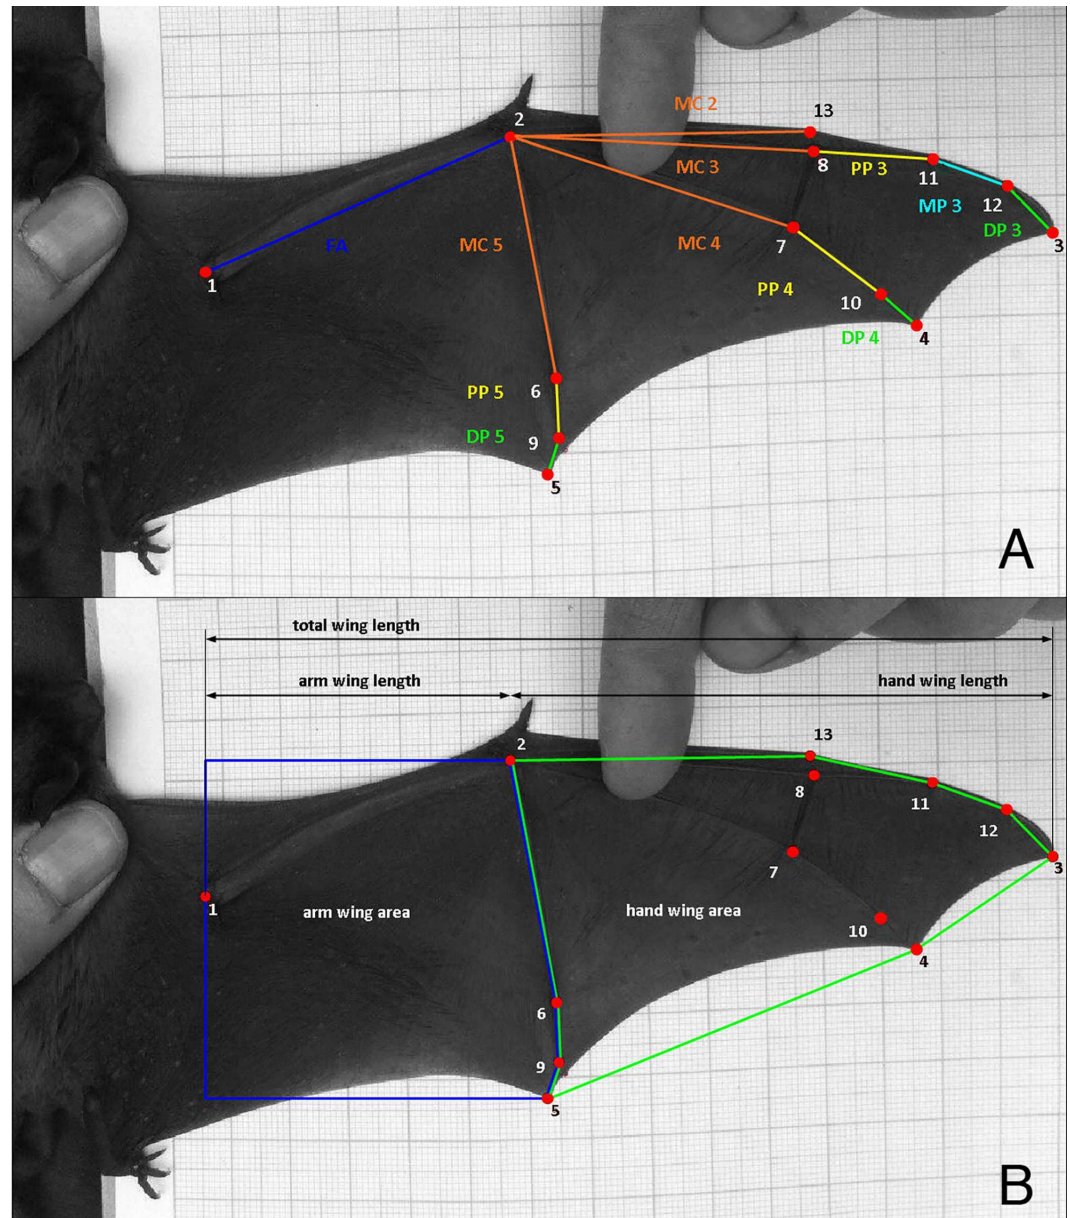 MC 2
13
2
MC 3
8
PP 3
11
MP 3
12
DP 3
3
FA
MC 5
MC 4
7
1
PP 4
10
DP 4
4
PP 5
6
DP 5
9
5
A
total wing length
arm wing length
hand wing length
2
13
8
11
12
3
7
1
arm wing area
hand wing area
10
4
6
9
5
B